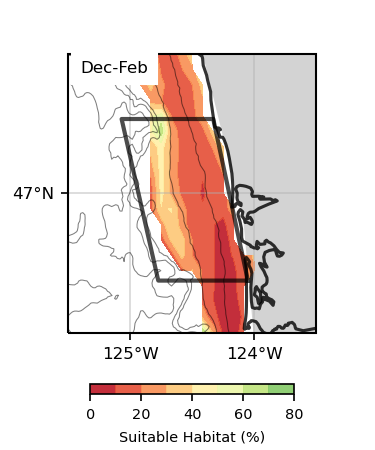 Dec-Feb
47°N
125°W 124°W
0 20 40 60 80
Suitable Habitat (%)